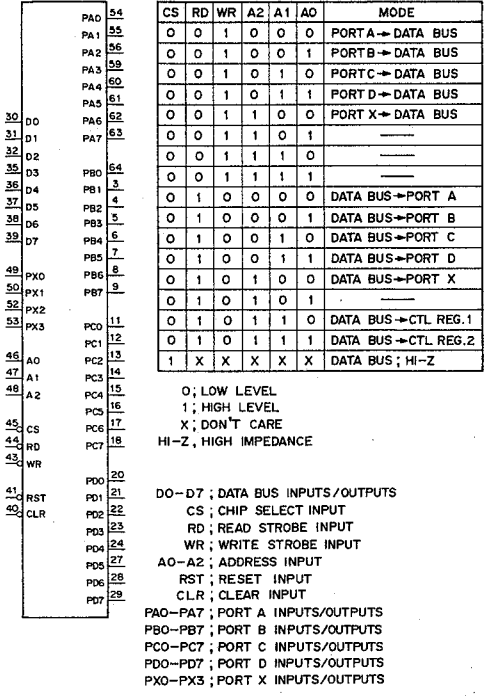 54 PA0
55 PA1
56 PA2
59 PA3
60 PA4
61 PA5
30 D0 PA6 62
31 D1 PA7 63
32 D2
35 D3 PB0 64
36 D4 PB1 3
37 D5 PB2 4
38 D6 PB3 5
39 D7 PB4 6
PB5 7
49 PX0 PB6 8
50 PX1 PB7 9
52 PX2
53 PX3 PC0 11
PC1 12
46 A0 PC2 13
47 A1 PC3 14
48 A2 PC4 15
PC5 16
45 CS PC6 17
44 RD PC7 18
43 WR
PD0 20
41 RST PD1 21
40 CLR PD2 22
PD3 23
PD4 24
PD5 27
PD6 28
PD7 29
CS RD WR A2 A1 A0 MODE
0 0 1 0 0 0 PORT A→DATA BUS
0 0 1 0 0 1 PORT B→DATA BUS
0 0 1 0 1 0 PORT C→DATA BUS
0 0 1 0 1 1 PORT D→DATA BUS
0 0 1 1 0 0 PORT X→DATA BUS
0 0 1 1 0 1 —
0 0 1 1 1 0 —
0 0 1 1 1 1 —
0 1 0 0 0 0 DATA BUS→PORT A
0 1 0 0 0 1 DATA BUS→PORT B
0 1 0 0 1 0 DATA BUS→PORT C
0 1 0 0 1 1 DATA BUS→PORT D
0 1 0 1 0 0 DATA BUS→PORT X
0 1 0 1 0 1 —
0 1 0 1 1 0 DATA BUS→CTL REG.1
0 1 0 1 1 1 DATA BUS→CTL REG.2
1 X X X X X DATA BUS; HI-Z
0; LOW LEVEL
1; HIGH LEVEL
X; DON'T CARE
HI-Z, HIGH IMPEDANCE
D0-D7; DATA BUS INPUTS/OUTPUTS
CS; CHIP SELECT INPUT
RD; READ STROBE INPUT
WR; WRITE STROBE INPUT
A0-A2; ADDRESS INPUT
RST; RESET INPUT
CLR; CLEAR INPUT
PA0-PA7; PORT A INPUTS/OUTPUTS
PB0-PB7; PORT B INPUTS/OUTPUTS
PC0-PC7; PORT C INPUTS/OUTPUTS
PD0-PD7; PORT D INPUTS/OUTPUTS
PX0-PX3; PORT X INPUTS/OUTPUTS